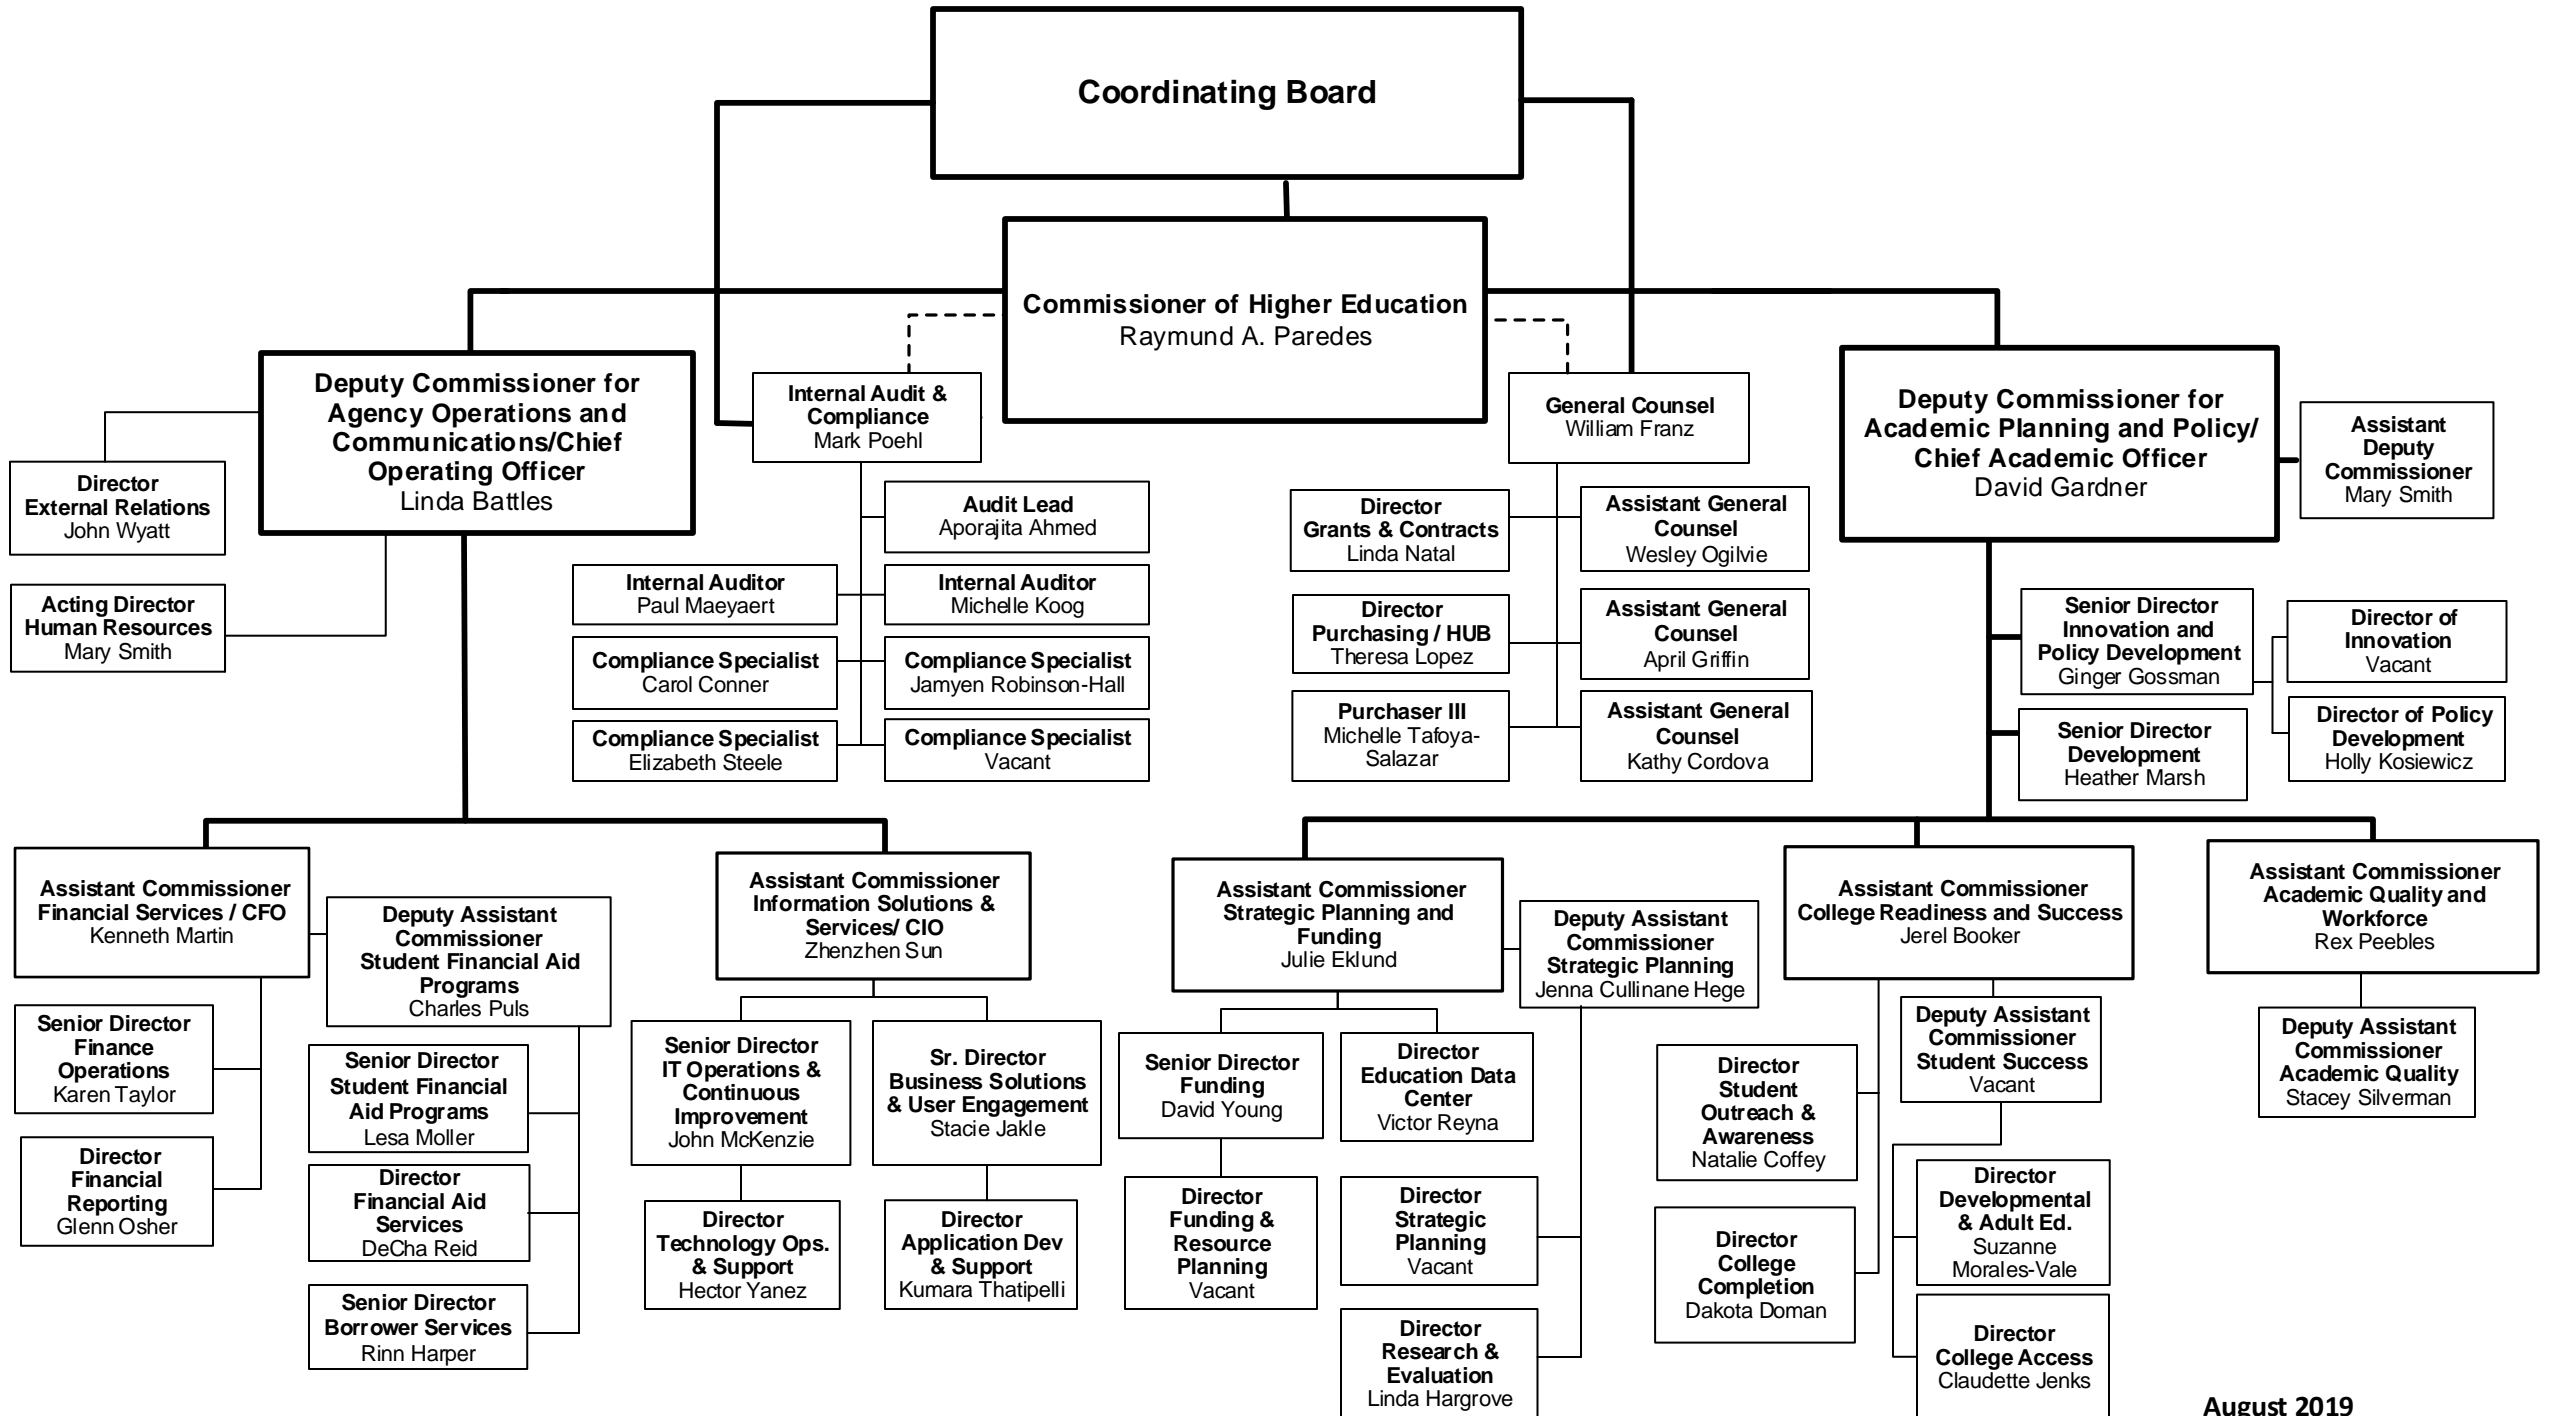 Coordinating Board
Commissioner of Higher Education
Raymund A. Paredes
Deputy Commissioner for
Agency Operations and
Communications/Chief
Operating Officer
Linda Battles
Internal Audit &
Compliance
Mark Poehl
General Counsel
William Franz
Deputy Commissioner for
Academic Planning and Policy/
Chief Academic Officer
David Gardner
Assistant
Deputy
Commissioner
Mary Smith
Director
External Relations
John Wyatt
Acting Director
Human Resources
Mary Smith
Audit Lead
Aporajita Ahmed
Internal Auditor
Paul Maeyaert
Internal Auditor
Michelle Koog
Compliance Specialist
Carol Conner
Compliance Specialist
Jamyen Robinson-Hall
Compliance Specialist
Elizabeth Steele
Compliance Specialist
Vacant
Director
Grants & Contracts
Linda Natal
Assistant General
Counsel
Wesley Ogilvie
Director
Purchasing / HUB
Theresa Lopez
Assistant General
Counsel
April Griffin
Purchaser III
Michelle Tafoya-
Salazar
Assistant General
Counsel
Kathy Cordova
Senior Director
Innovation and
Policy Development
Ginger Gossman
Director of
Innovation
Vacant
Director of Policy
Development
Holly Kosiewicz
Senior Director
Development
Heather Marsh
Assistant Commissioner
Financial Services / CFO
Kenneth Martin
Deputy Assistant
Commissioner
Student Financial Aid
Programs
Charles Puls
Senior Director
Finance
Operations
Karen Taylor
Director
Financial
Reporting
Glenn Osher
Senior Director
Student Financial
Aid Programs
Lesa Moller
Director
Financial Aid
Services
DeCha Reid
Senior Director
Borrower Services
Rinn Harper
Assistant Commissioner
Information Solutions &
Services/ CIO
Zhenzhen Sun
Senior Director
IT Operations &
Continuous
Improvement
John McKenzie
Sr. Director
Business Solutions
& User Engagement
Stacie Jakle
Director
Technology Ops.
& Support
Hector Yanez
Director
Application Dev
& Support
Kumara Thatipelli
Assistant Commissioner
Strategic Planning and
Funding
Julie Eklund
Deputy Assistant
Commissioner
Strategic Planning
Jenna Cullinane Hege
Senior Director
Funding
David Young
Director
Education Data
Center
Victor Reyna
Director
Funding &
Resource
Planning
Vacant
Director
Strategic
Planning
Vacant
Director
Research &
Evaluation
Linda Hargrove
Assistant Commissioner
College Readiness and Success
Jerel Booker
Deputy Assistant
Commissioner
Student Success
Vacant
Director
Student
Outreach &
Awareness
Natalie Coffey
Director
College
Completion
Dakota Doman
Director
Developmental
& Adult Ed.
Suzanne
Morales-Vale
Director
College Access
Claudette Jenks
Assistant Commissioner
Academic Quality and
Workforce
Rex Peebles
Deputy Assistant
Commissioner
Academic Quality
Stacey Silverman
August 2019